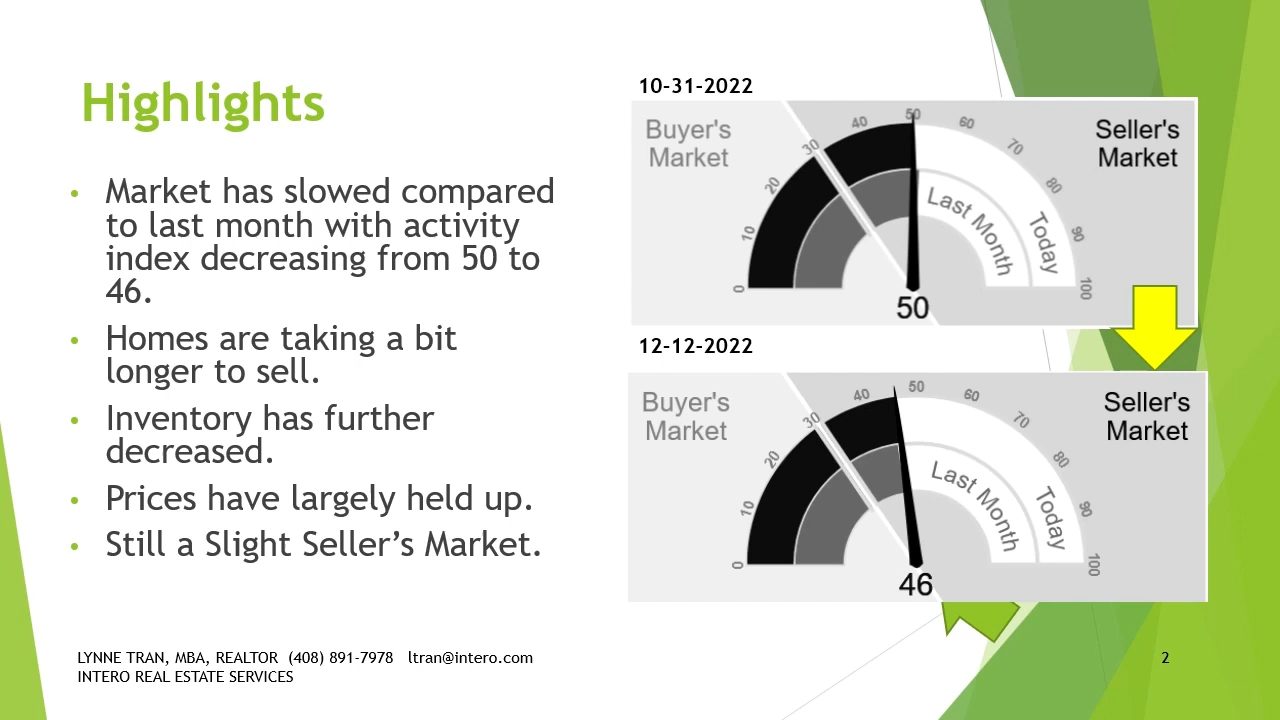 Highlights
Market has slowed compared
to last month with activity
index decreasing from 50 to
46.
Homes are taking a bit
longer to sell.
Inventory has further
decreased.
Prices have largely held up.
Still a Slight Seller’s Market.
10-31-2022
Buyer's
Market
Seller's
Market
0
10
20
30
40
50
60
70
80
90
100
Last Month
Today
50
12-12-2022
Buyer's
Market
Seller's
Market
0
10
20
30
40
50
60
70
80
90
100
Last Month
Today
46
LYNNE TRAN, MBA, REALTOR (408) 891-7978 ltran@intero.com
INTERO REAL ESTATE SERVICES
2